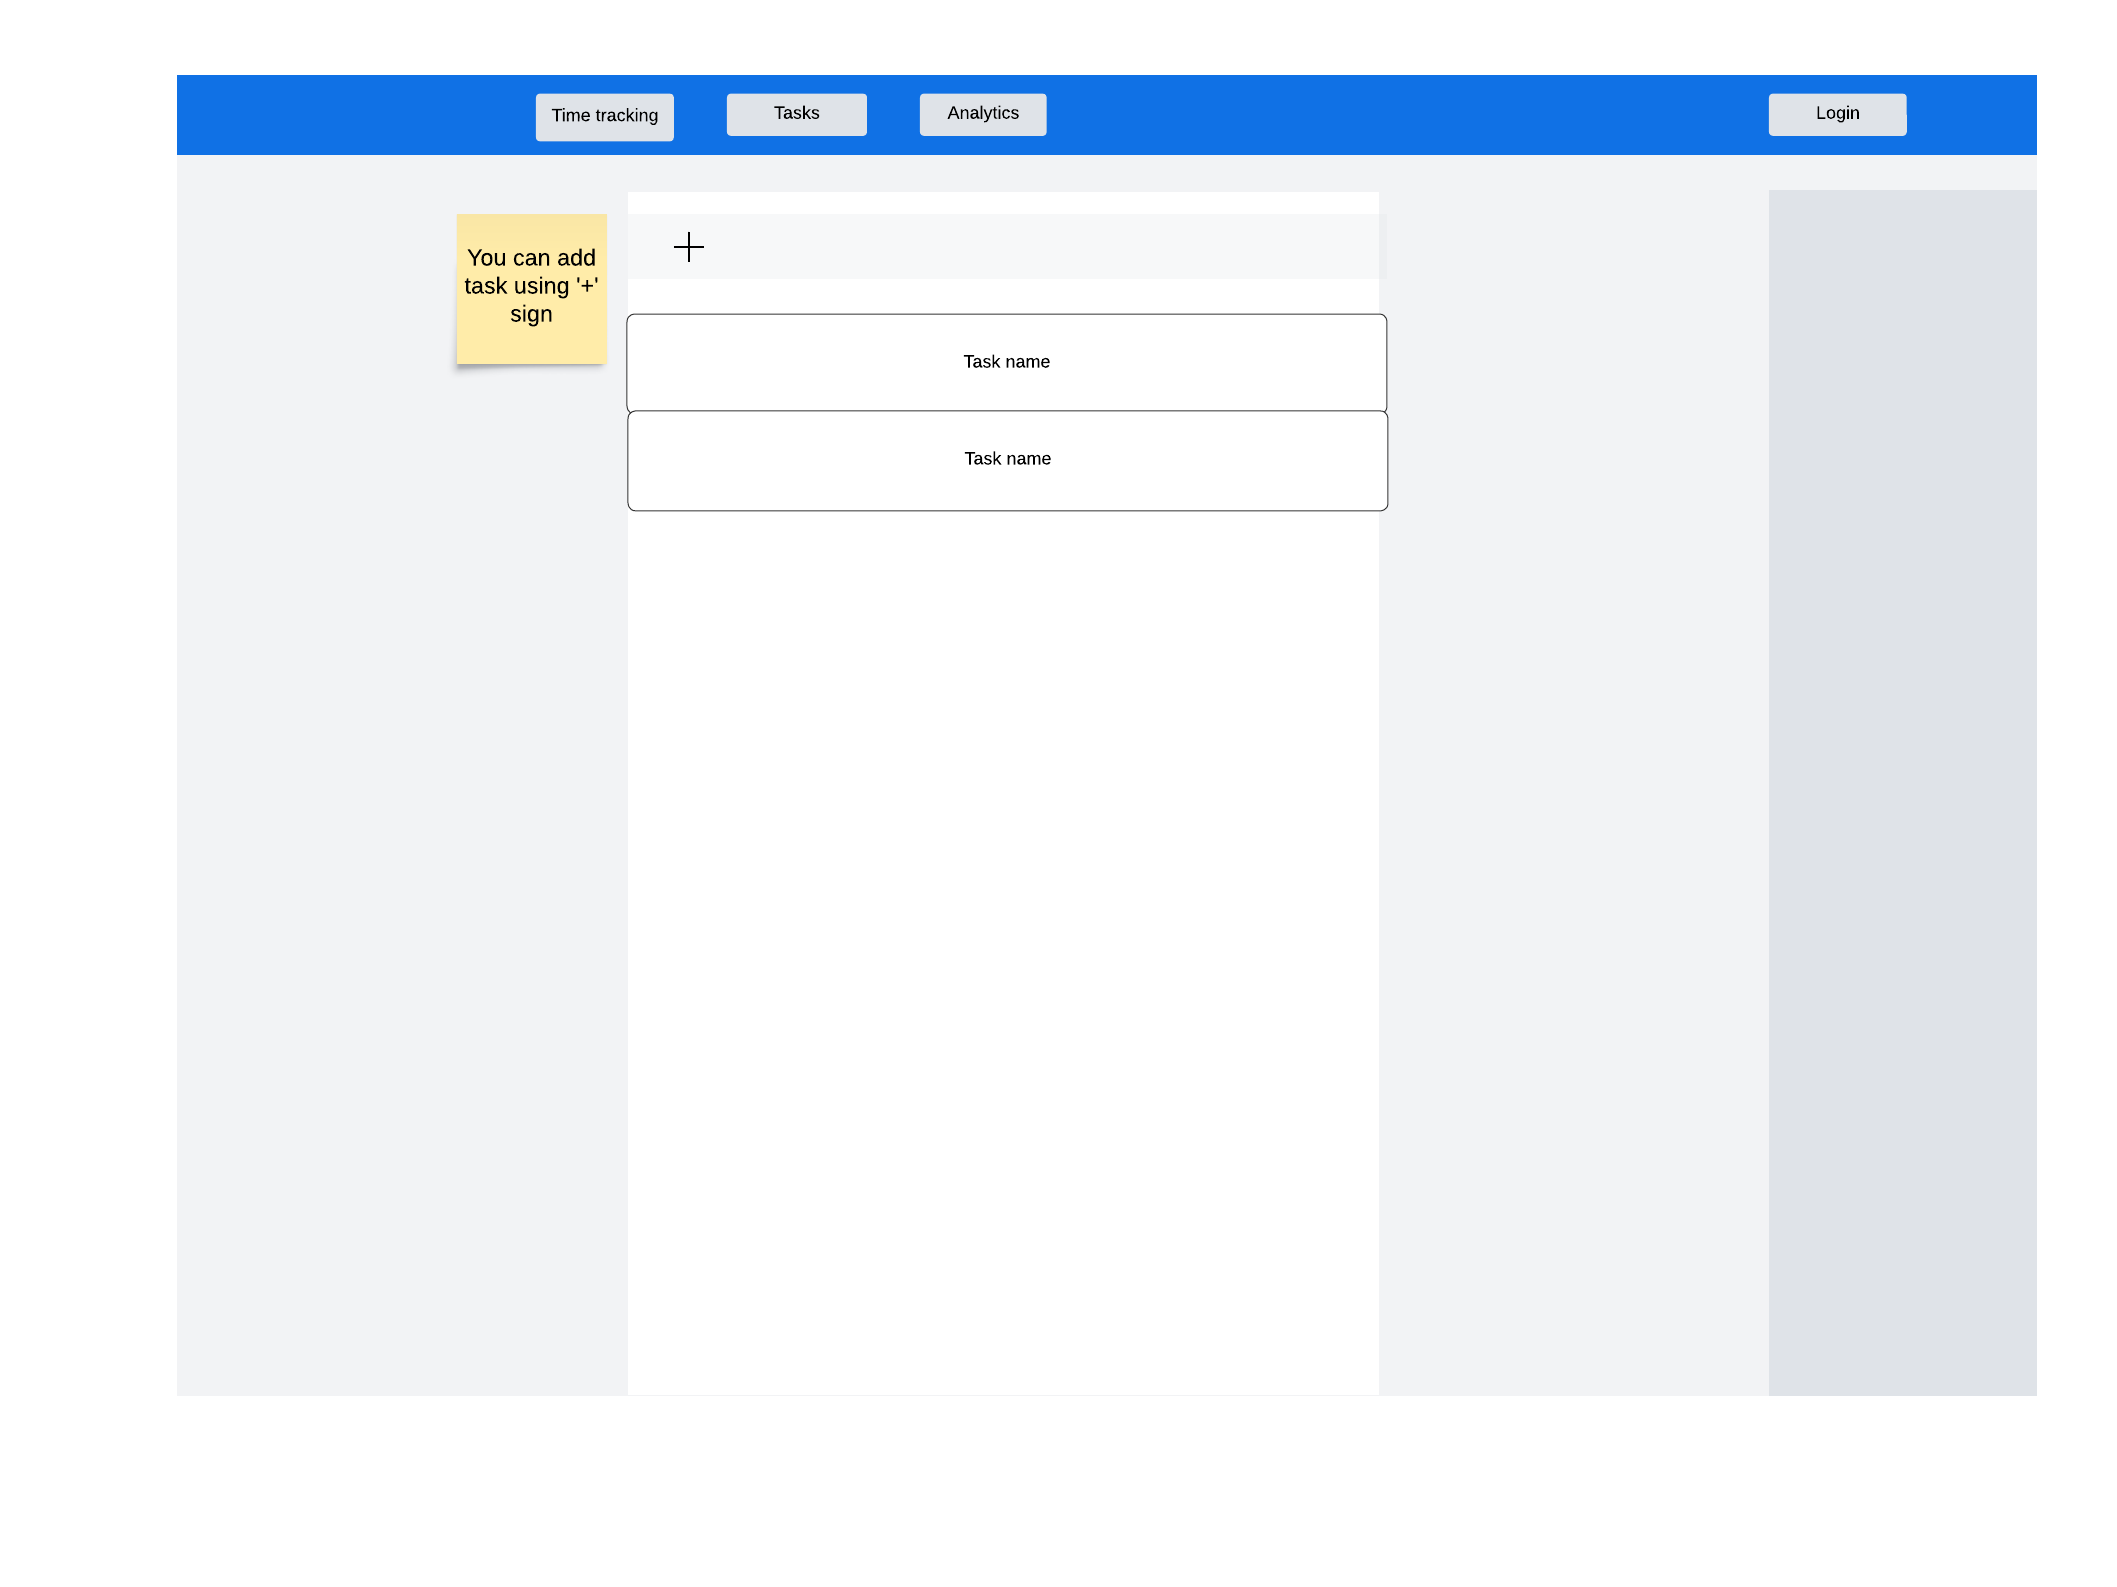 Time tracking
Tasks
Analytics
Login
You can add
task using '+'
sign
Task name
Task name